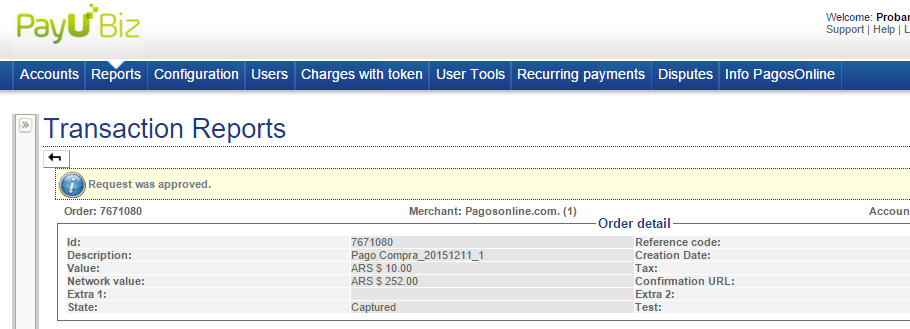 PayU Biz
Welcome: Proban
Support | Help | L
Accounts Reports Configuration Users Charges with token User Tools Recurring payments Disputes Info PagosOnline
Transaction Reports
Request was approved.
Order: 7671080 Merchant: Pagosonline.com. (1) Accoun
Order detail
Id: 7671080 Reference code:
Description: Pago Compra_20151211_1 Creation Date:
Value: ARS $ 10.00 Tax:
Network value: ARS $ 252.00 Confirmation URL:
Extra 1: Extra 2:
State: Captured Test: